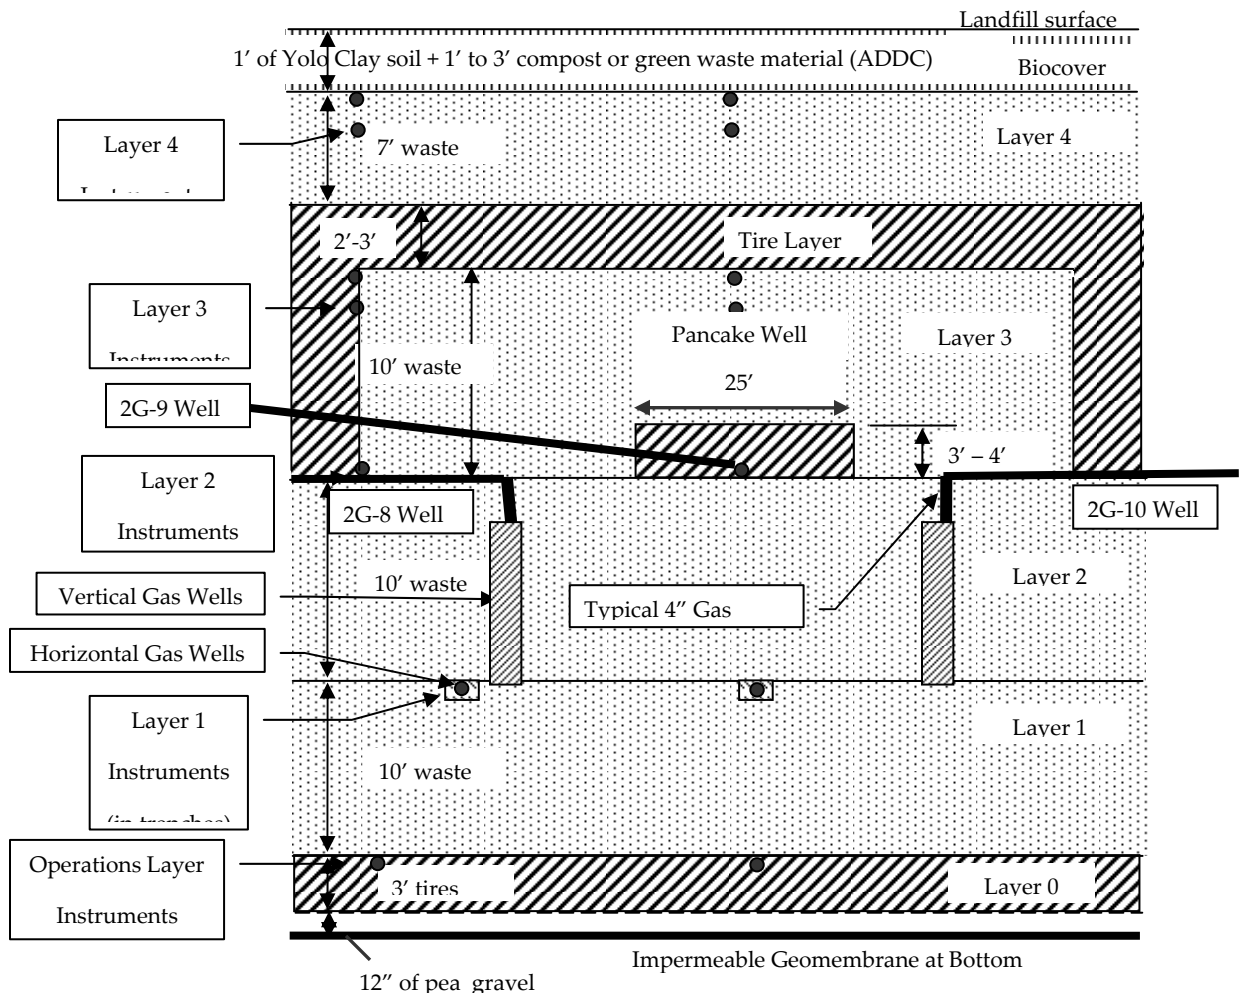 Landfill surface
1’ of Yolo Clay soil + 1’ to 3’ compost or green waste material (ADDC)
Biocover
Layer 4
7’ waste
Layer 4
2’-3’
Tire Layer
Layer 3
Instruments
Pancake Well
Layer 3
10’ waste
25’
2G-9 Well
3’ – 4’
Layer 2
Instruments
2G-8 Well
2G-10 Well
10’ waste
Layer 2
Vertical Gas Wells
Typical 4” Gas
Horizontal Gas Wells
Layer 1
Instruments
(in trenches)
Layer 1
10’ waste
Operations Layer
Instruments
3’ tires
Layer 0
Impermeable Geomembrane at Bottom
12” of pea gravel